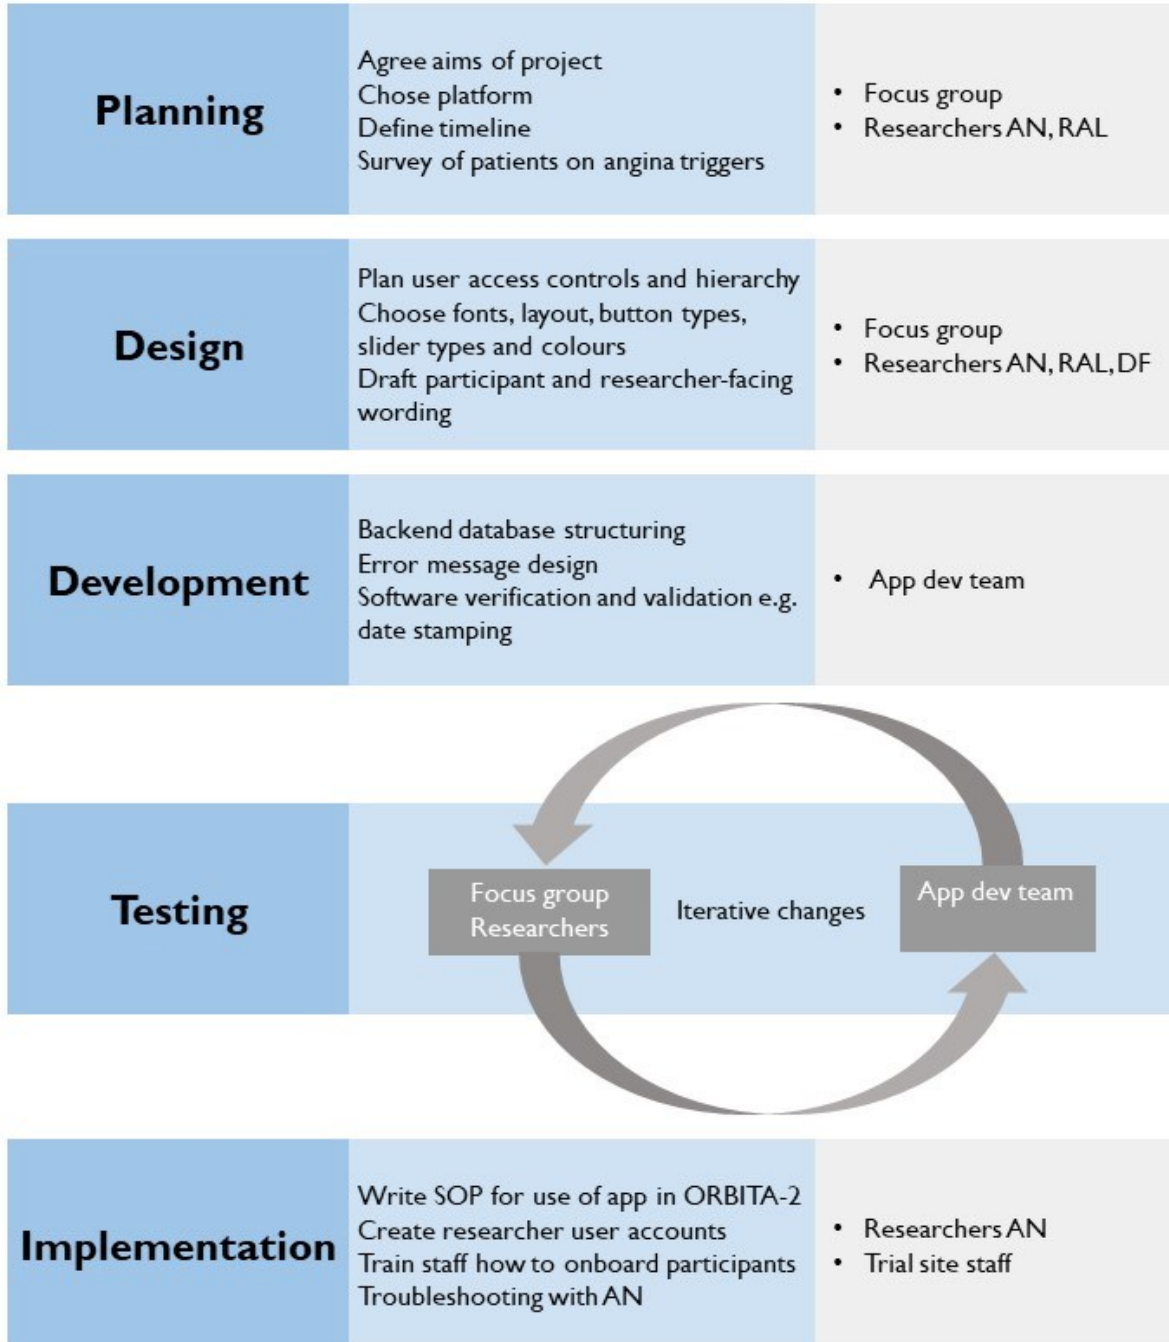 Planning
Agree aims of project
Chose platform
Define timeline
Survey of patients on angina triggers
• Focus group
• Researchers AN, RAL
Design
Plan user access controls and hierarchy
Choose fonts, layout, button types,
slider types and colours
Draft participant and researcher-facing
wording
• Focus group
• Researchers AN, RAL, DF
Development
Backend database structuring
Error message design
Software verification and validation e.g.
date stamping
• App dev team
Testing
Focus group
Researchers
Iterative changes
App dev team
Implementation
Write SOP for use of app in ORBITA-2
Create researcher user accounts
Train staff how to onboard participants
Troubleshooting with AN
• Researchers AN
• Trial site staff